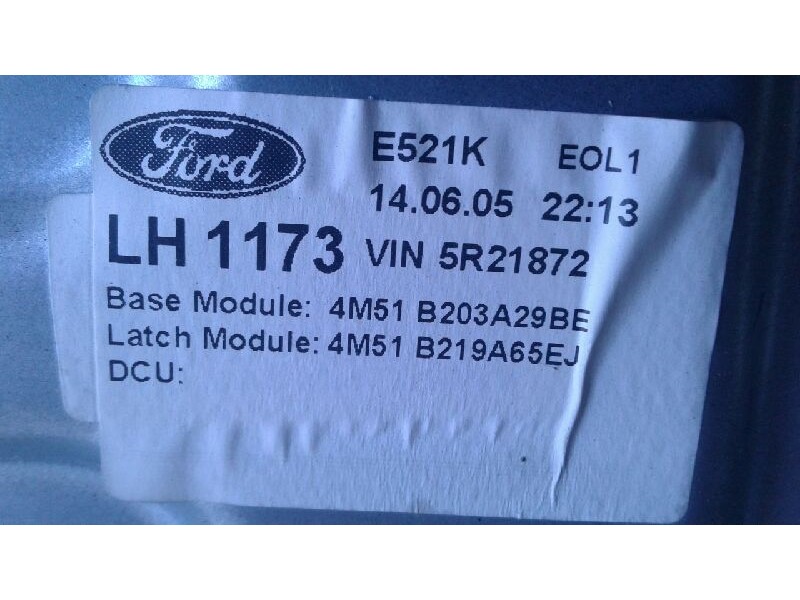 Ford
E521K EOL1
14.06.05 22:13
LH 1173 VIN 5R21872
Base Module: 4M51 B203A29BE
Latch Module: 4M51 B219A65EJ
DCU: